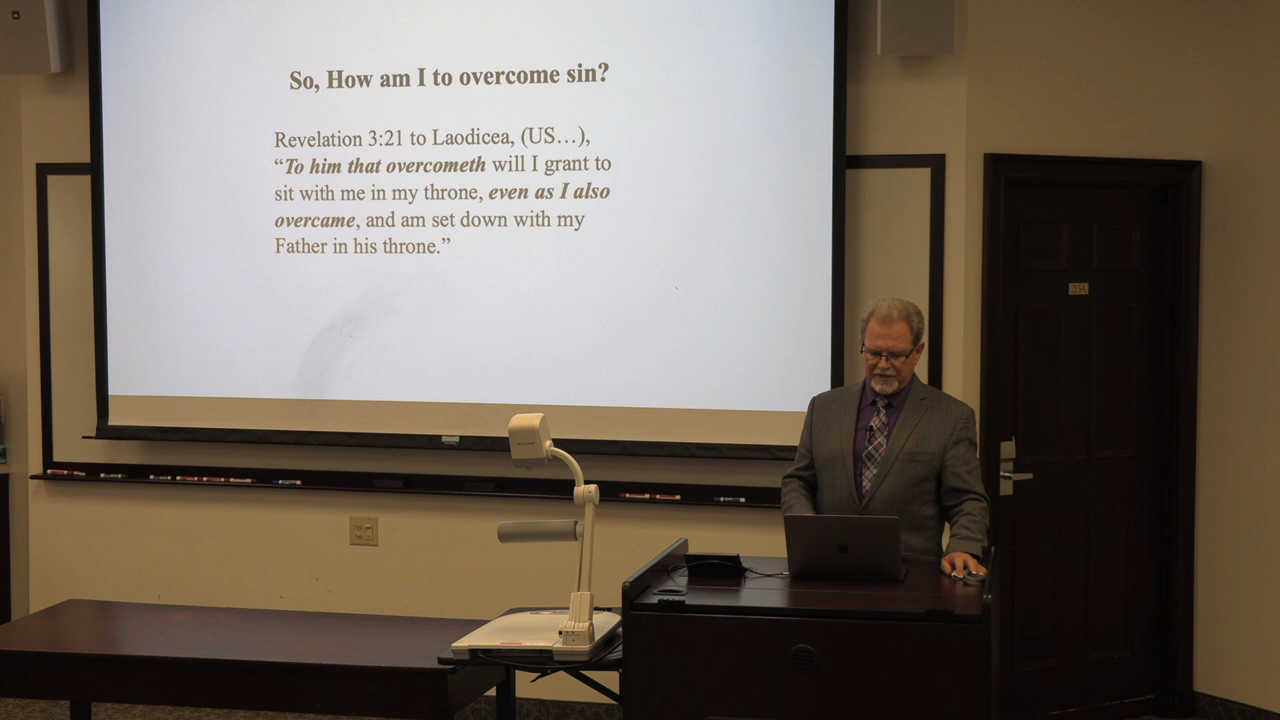 So, How am I to overcome sin?
Revelation 3:21 to Laodicea, (US…),
“To him that overcometh will I grant to
sit with me in my throne, even as I also
overcame, and am set down with my
Father in his throne.”